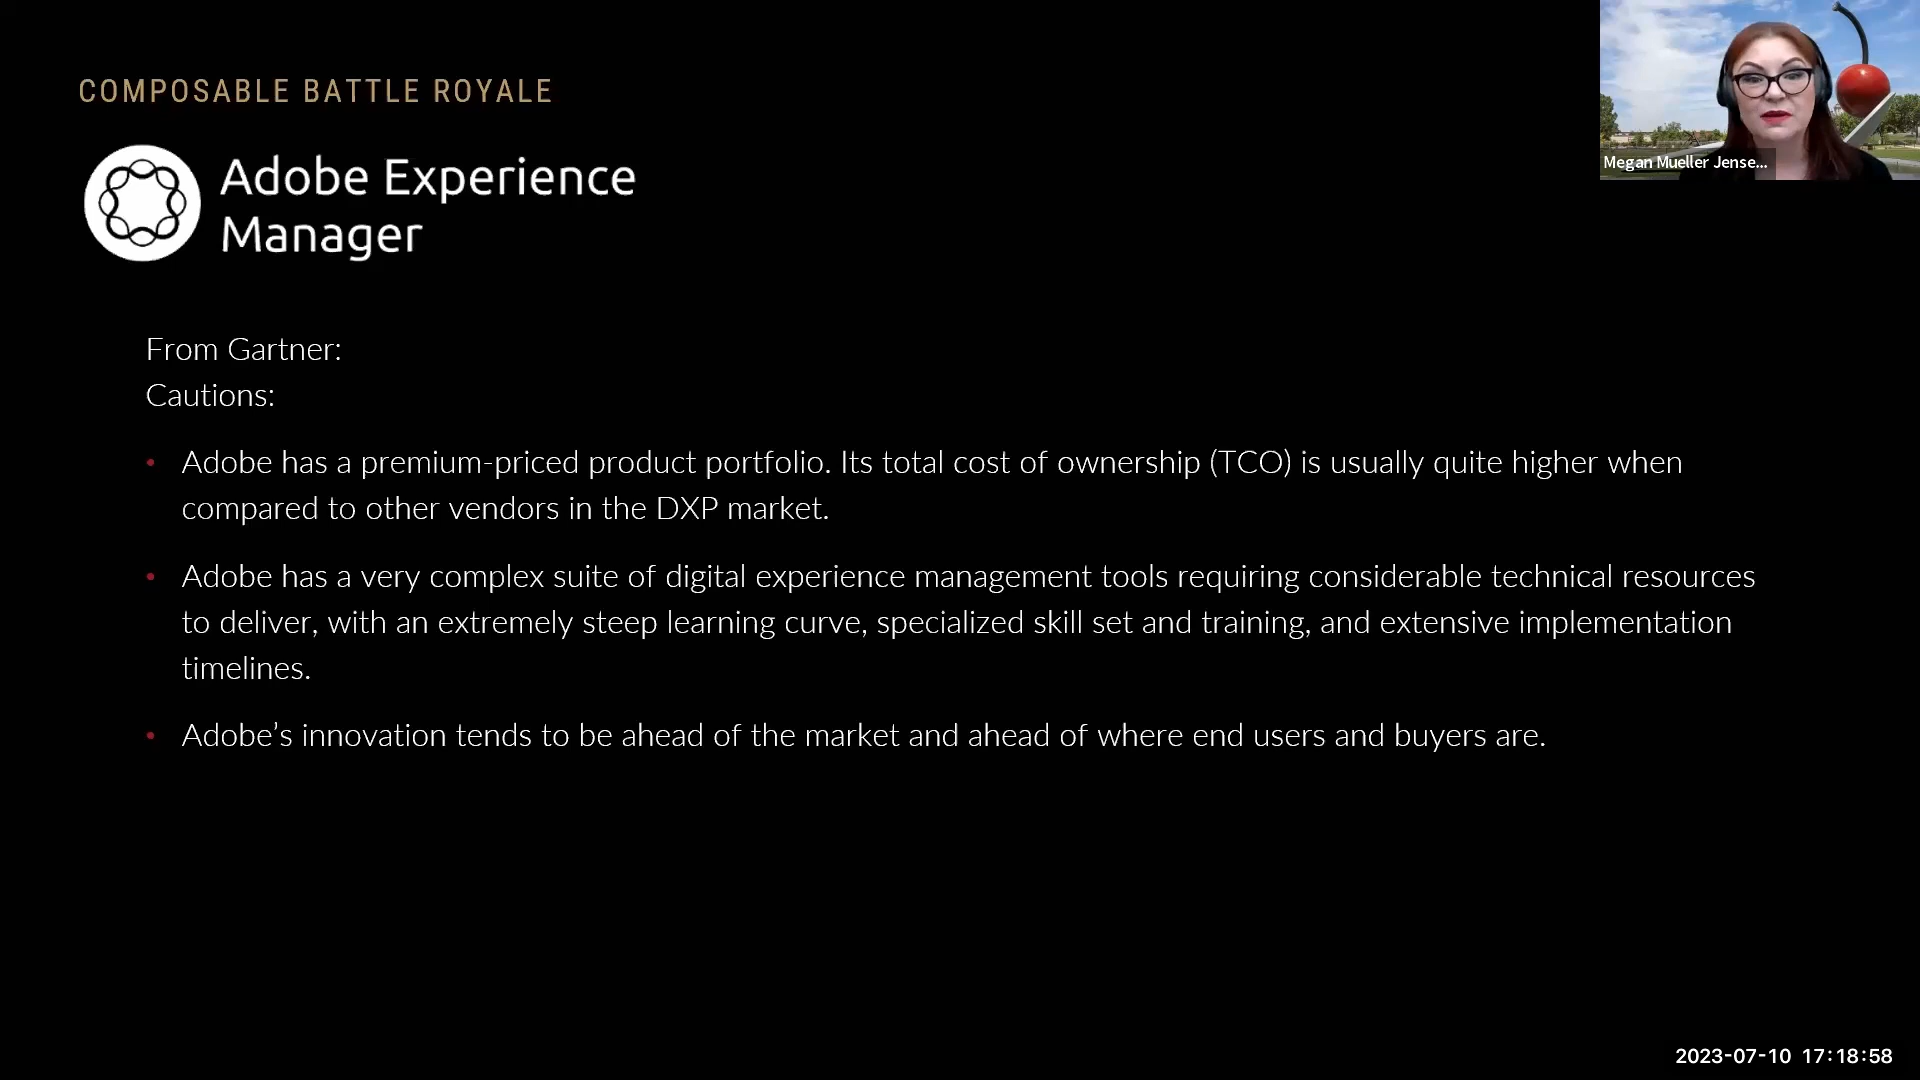 COMPOSABLE BATTLE ROYALE
Adobe Experience
Manager
Megan Mueller Jense...
From Gartner:
Cautions:
• Adobe has a premium-priced product portfolio. Its total cost of ownership (TCO) is usually quite higher when
compared to other vendors in the DXP market.
• Adobe has a very complex suite of digital experience management tools requiring considerable technical resources
to deliver, with an extremely steep learning curve, specialized skill set and training, and extensive implementation
timelines.
• Adobe’s innovation tends to be ahead of the market and ahead of where end users and buyers are.
2023-07-10 17:18:58